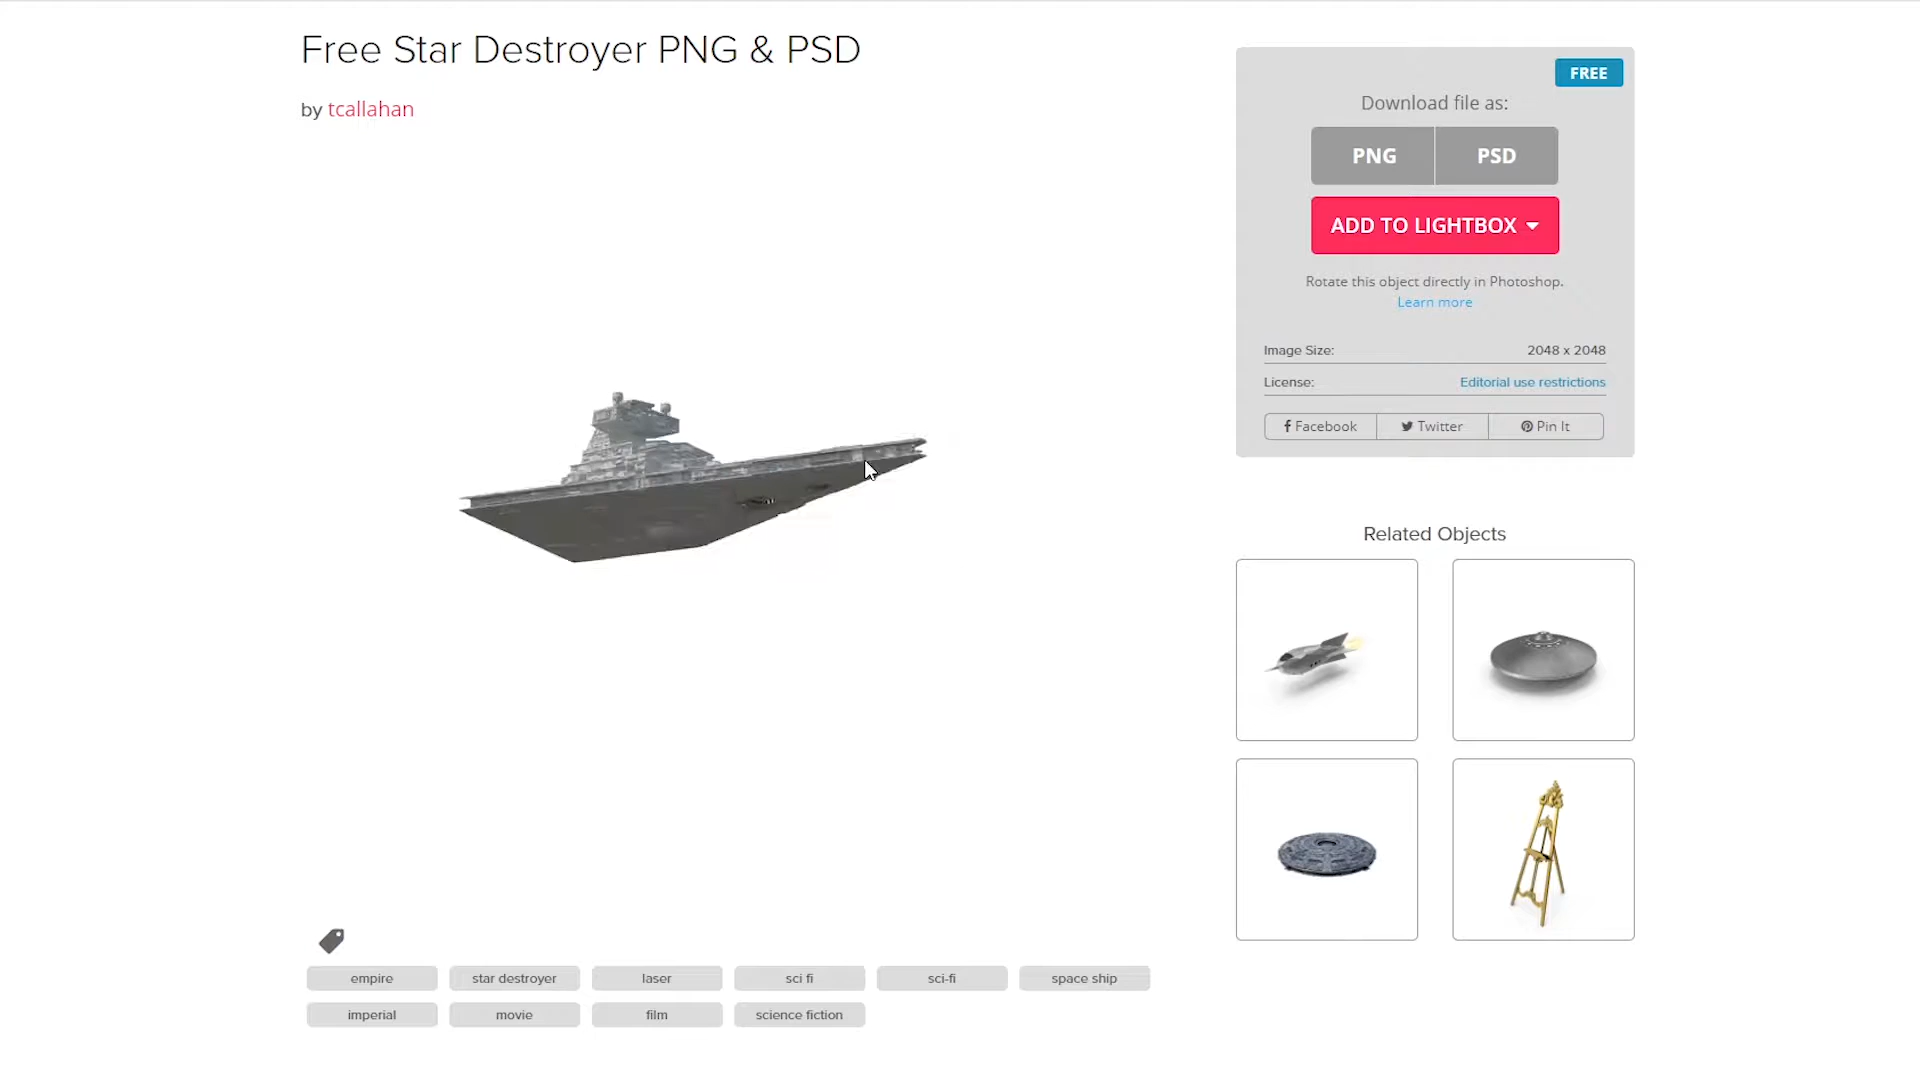 Free Star Destroyer PNG & PSD
by tcallahan
FREE
Download file as:
PNG
PSD
ADD TO LIGHTBOX
Rotate this object directly in Photoshop.
Learn more
Image Size: 2048 x 2048
License: Editorial use restrictions
Facebook
Twitter
Pin It
Related Objects
empire
star destroyer
laser
sci fi
sci-fi
space ship
imperial
movie
film
science fiction